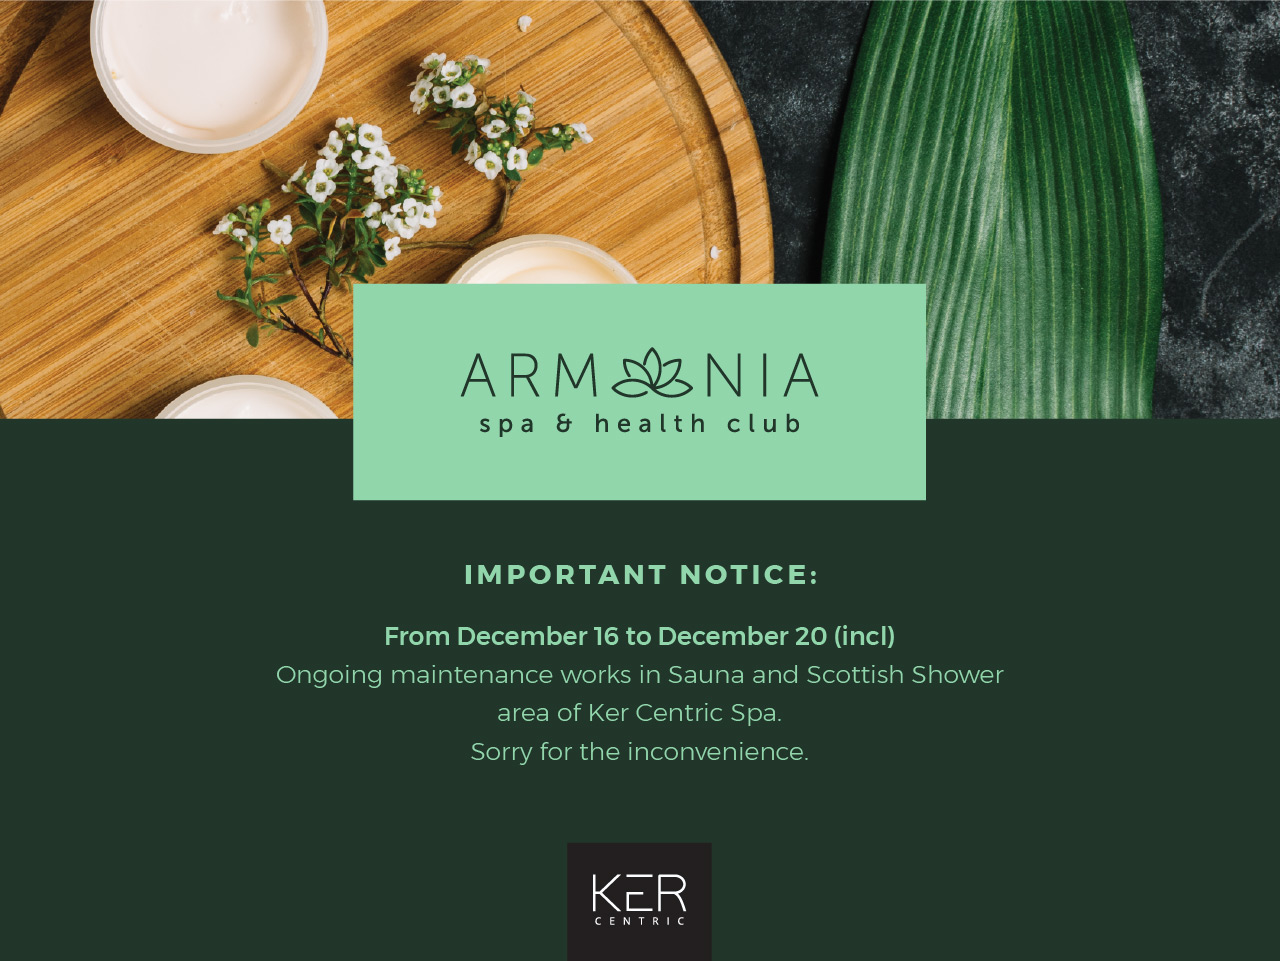 ARMONIA
spa & health club
IMPORTANT NOTICE:
From December 16 to December 20 (incl)
Ongoing maintenance works in Sauna and Scottish Shower
area of Ker Centric Spa.
Sorry for the inconvenience.
KER
CENTRIC